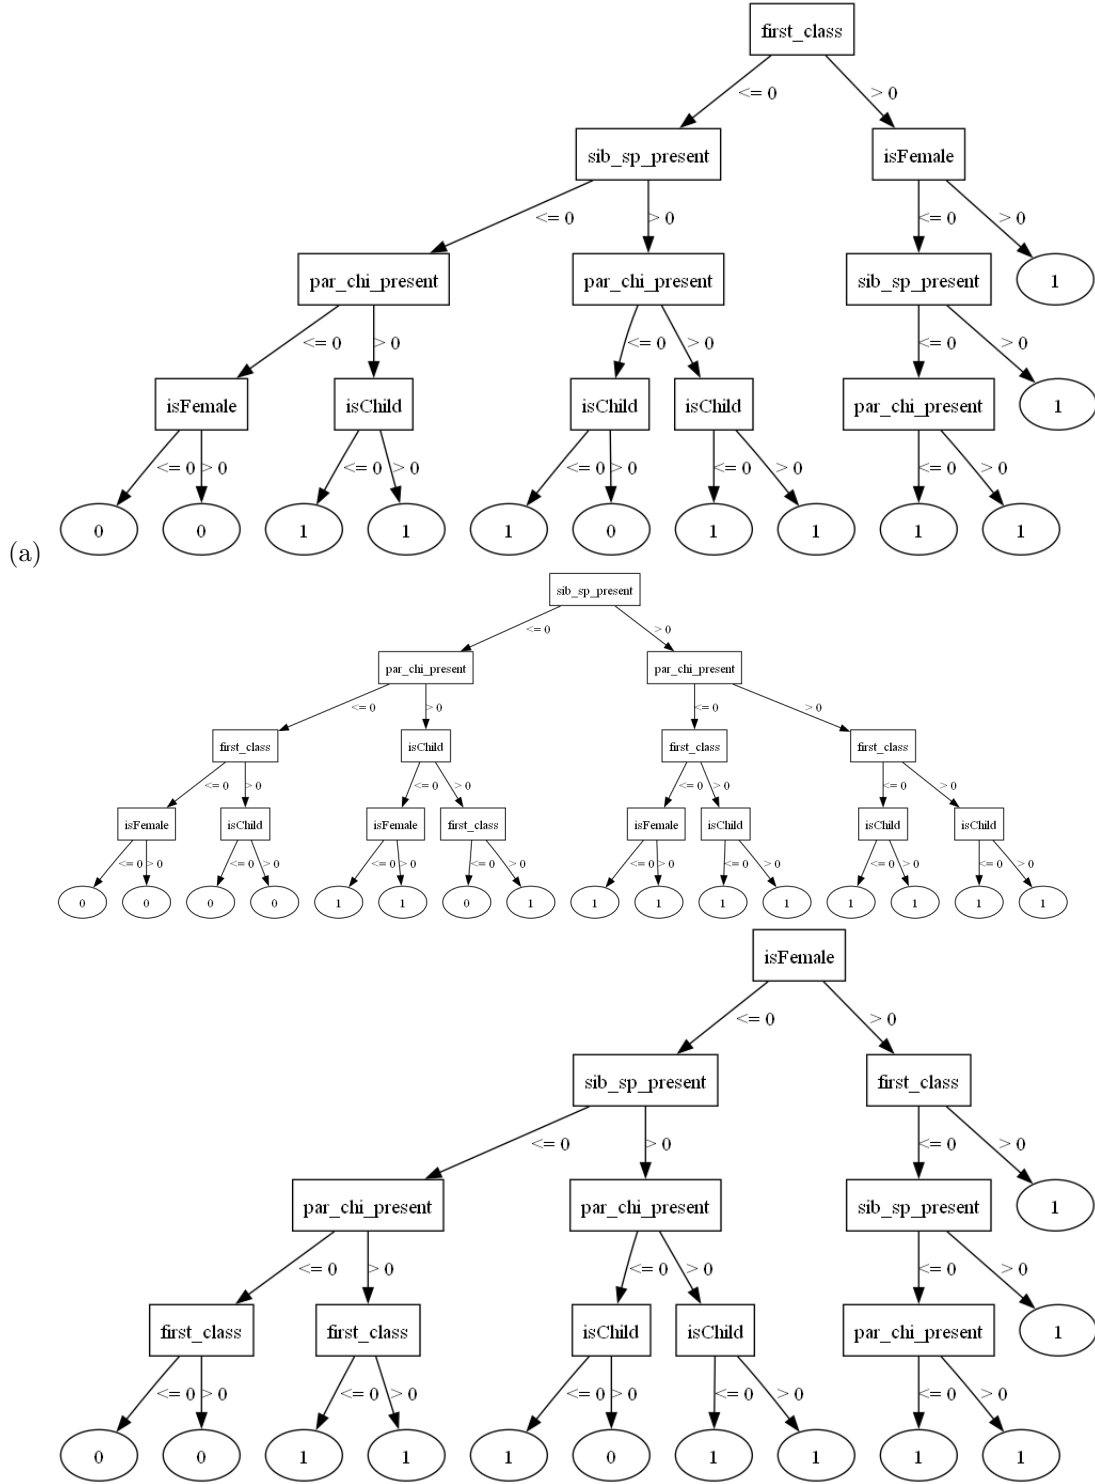 first_class
<= 0 > 0
sib_sp_present isFemale
<= 0 > 0 <= 0 > 0
par_chi_present par_chi_present sib_sp_present 1
<= 0 > 0 <= 0 > 0 <= 0 > 0
isFemale isChild isChild isChild par_chi_present 1
<= 0 > 0 <= 0 > 0 <= 0 > 0 <= 0 > 0 <= 0 > 0
0 0 1 1 1 0 1 1 1 1
(a)
sib_sp_present
<= 0 > 0
par_chi_present par_chi_present
<= 0 > 0 <= 0 > 0
first_class isChild first_class first_class
<= 0 > 0 <= 0 > 0 <= 0 > 0 <= 0 > 0
isFemale isChild isFemale first_class isFemale isChild isChild isChild
<= 0 > 0 <= 0 > 0 <= 0 > 0 <= 0 > 0 <= 0 > 0 <= 0 > 0 <= 0 > 0 <= 0 > 0
0 0 0 0 1 1 0 1 1 1 1 1 1 1 1 1
isFemale
<= 0 > 0
sib_sp_present first_class
<= 0 > 0 <= 0 > 0
par_chi_present par_chi_present sib_sp_present 1
<= 0 > 0 <= 0 > 0 <= 0 > 0
first_class first_class isChild isChild par_chi_present 1
<= 0 > 0 <= 0 > 0 <= 0 > 0 <= 0 > 0 <= 0 > 0
0 0 1 1 1 0 1 1 1 1